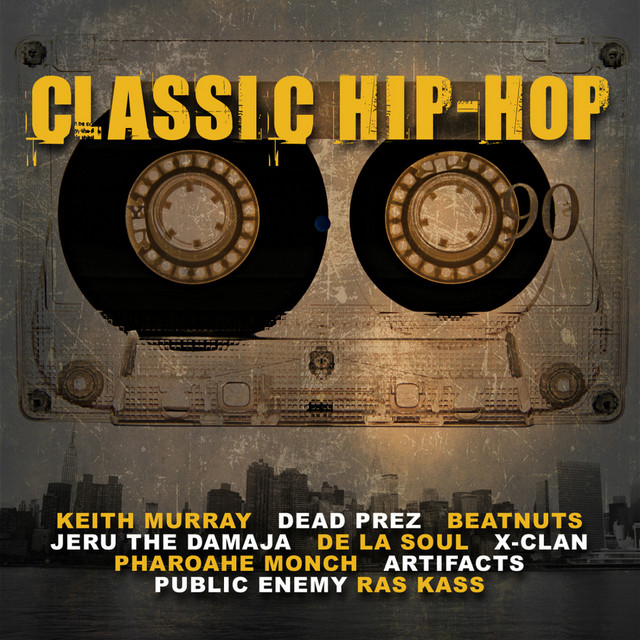 CLASSIC HIP-HOP
90
KEITH MURRAY DEAD PREZ BEATNUTS
JERU THE DAMAJA DE LA SOUL X-CLAN
PHAROAHE MONCH ARTIFACTS
PUBLIC ENEMY RAS KASS